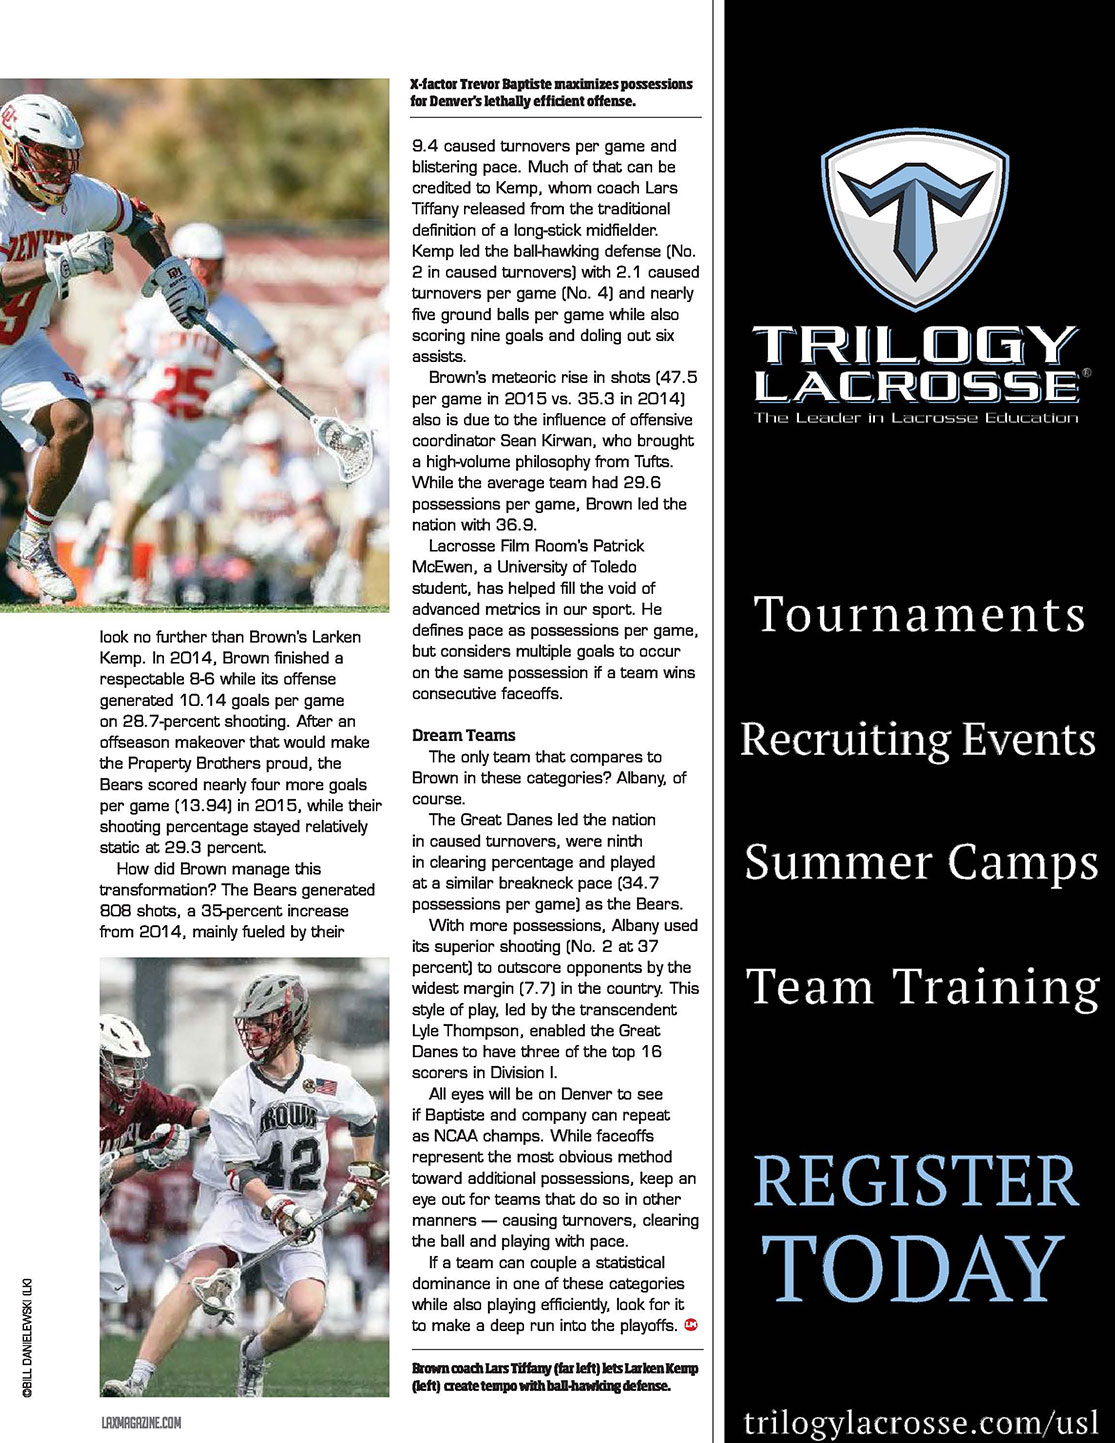 X-factor Trevor Baptiste maximizes possessions
for Denver's lethally efficient offense.
look no further than Brown's Larken
Kemp. In 2014, Brown finished a
respectable 8-6 while its offense
generated 10.14 goals per game
on 28.7-percent shooting. After an
offseason makeover that would make
the Property Brothers proud, the
Bears scored nearly four more goals
per game (13.94) in 2015, while their
shooting percentage stayed relatively
static at 29.3 percent.
How did Brown manage this
transformation? The Bears generated
808 shots, a 35-percent increase
from 2014, mainly fueled by their
9.4 caused turnovers per game and
blistering pace. Much of that can be
credited to Kemp, whom coach Lars
Tiffany released from the traditional
definition of a long-stick midfielder.
Kemp led the ball-hawking defense (No.
2 in caused turnovers) with 2.1 caused
turnovers per game (No. 4) and nearly
five ground balls per game while also
scoring nine goals and doling out six
assists.
Brown's meteoric rise in shots (47.5
per game in 2015 vs. 35.3 in 2014)
also is due to the influence of offensive
coordinator Sean Kirwan, who brought
a high-volume philosophy from Tufts.
While the average team had 29.6
possessions per game, Brown led the
nation with 36.9.
Lacrosse Film Room's Patrick
McEwen, a University of Toledo
student, has helped fill the void of
advanced metrics in our sport. He
defines pace as possessions per game,
but considers multiple goals to occur
on the same possession if a team wins
consecutive faceoffs.
Dream Teams
The only team that compares to
Brown in these categories? Albany, of
course.
The Great Danes led the nation
in caused turnovers, were ninth
in clearing percentage and played
at a similar breakneck pace (34.7
possessions per game) as the Bears.
With more possessions, Albany used
its superior shooting (No. 2 at 37
percent) to outscore opponents by the
widest margin (7.7) in the country. This
style of play, led by the transcendent
Lyle Thompson, enabled the Great
Danes to have three of the top 16
scorers in Division I.
All eyes will be on Denver to see
if Baptiste and company can repeat
as NCAA champs. While faceoffs
represent the most obvious method
toward additional possessions, keep an
eye out for teams that do so in other
manners — causing turnovers, clearing
the ball and playing with pace.
If a team can couple a statistical
dominance in one of these categories
while also playing efficiently, look for it
to make a deep run into the playoffs. LM
Brown coach Lars Tiffany (far left) lets Larken Kemp
(left) create tempo with ball-hawking defense.
DENVER
9
25
BROWN
42
©BILL DANIELEWSKI (LK)
LAXMAGAZINE.COM
TRILOGY
LACROSSE®
The Leader in Lacrosse Education
Tournaments
Recruiting Events
Summer Camps
Team Training
REGISTER
TODAY
trilogylacrosse.com/usl